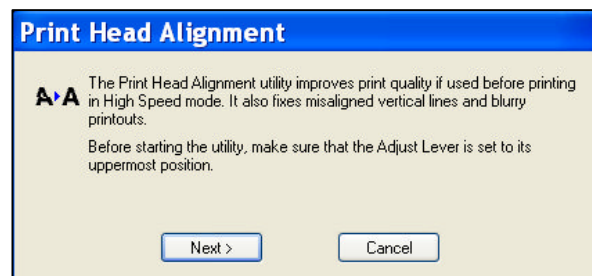 Print Head Alignment
A▸A
The Print Head Alignment utility improves print quality if used before printing
in High Speed mode. It also fixes misaligned vertical lines and blurry
printouts.
Before starting the utility, make sure that the Adjust Lever is set to its
uppermost position.
Next >
Cancel